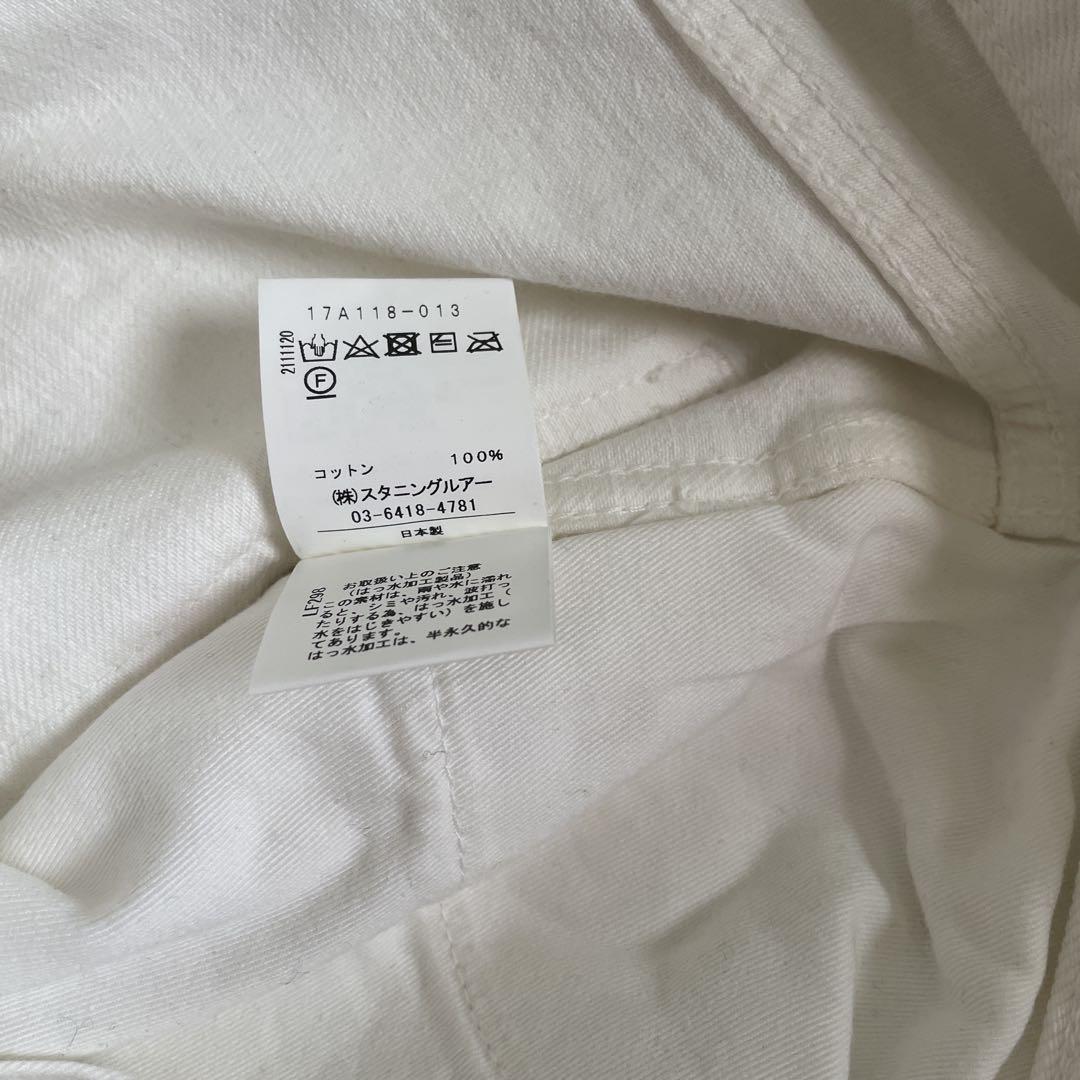 17A118-013
2111120
F
コットン 100%
(株)スタニングルアー
03-6418-4781
日本製
LF298
お取扱い上のご注意
(はっ水加工製品)
この素材は、雨や水に濡れ
ると、シミや汚れ、波打っ
たりする為、はっ水加工(
水をはじきやすい)を施し
てあります。
はっ水加工は、半永久的な